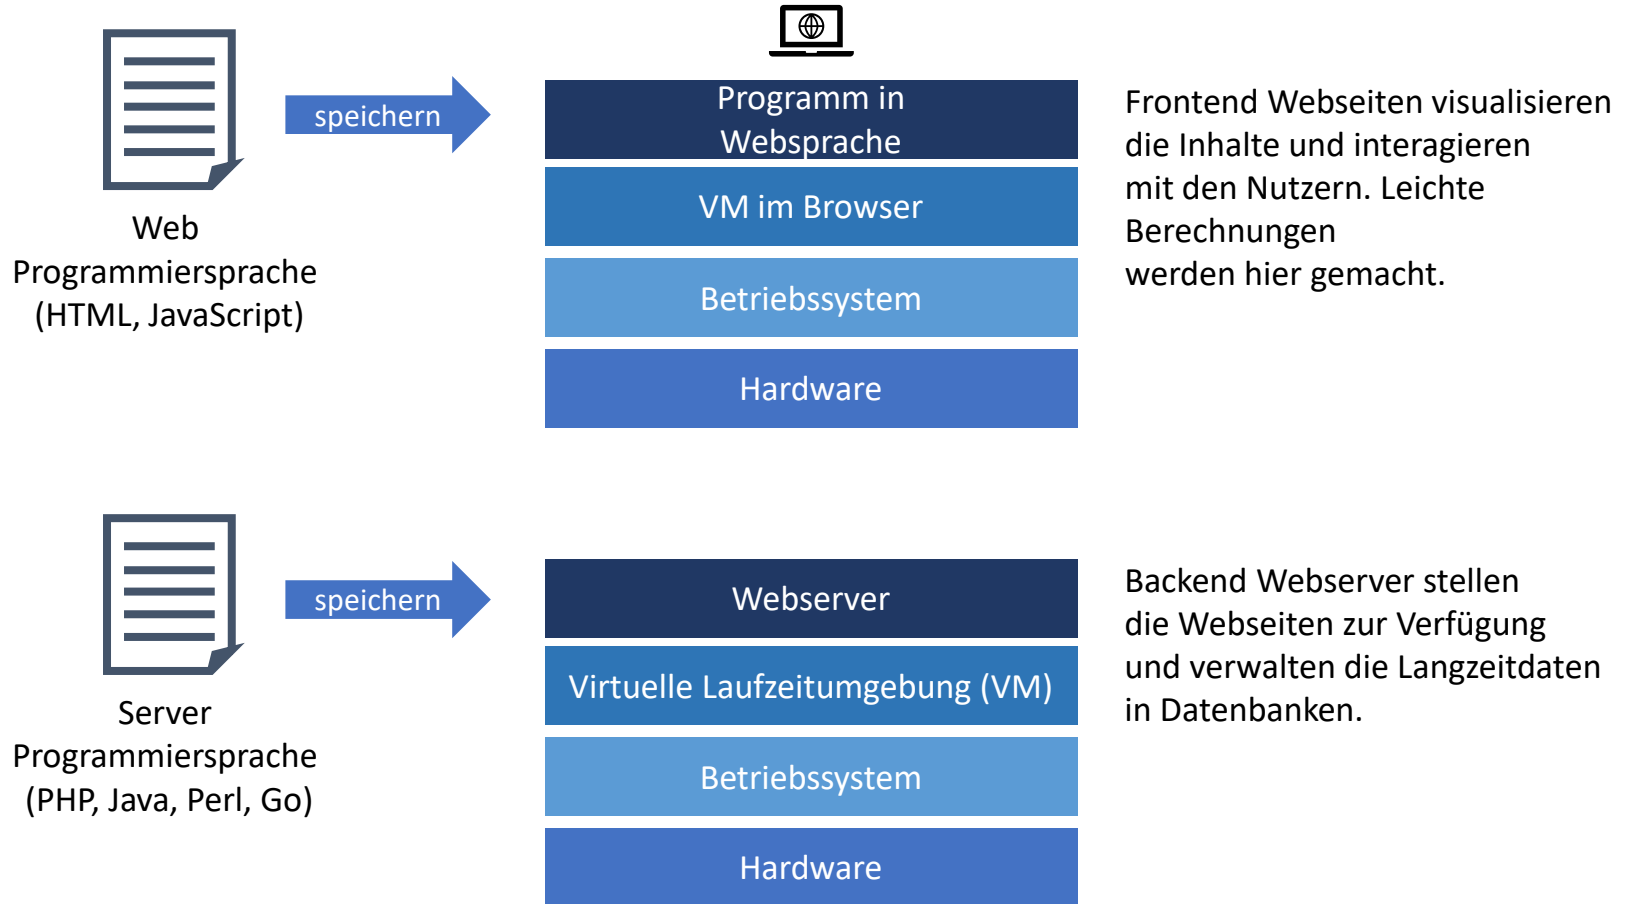 Web
Programmiersprache
(HTML, JavaScript)
speichern
Programm in
Websprache
VM im Browser
Betriebssystem
Hardware
Frontend Webseiten visualisieren
die Inhalte und interagieren
mit den Nutzern. Leichte
Berechnungen
werden hier gemacht.
Server
Programmiersprache
(PHP, Java, Perl, Go)
speichern
Webserver
Virtuelle Laufzeitumgebung (VM)
Betriebssystem
Hardware
Backend Webserver stellen
die Webseiten zur Verfügung
und verwalten die Langzeitdaten
in Datenbanken.